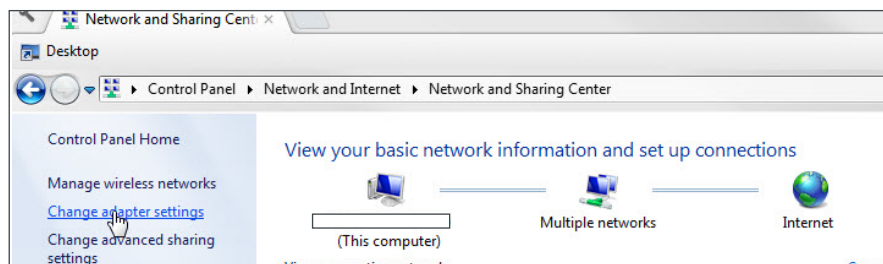 Network and Sharing Cent
Desktop
Control Panel Network and Internet Network and Sharing Center
Control Panel Home
View your basic network information and set up connections
Manage wireless networks
Change adapter settings
Change advanced sharing
settings
Multiple networks
Internet
(This computer)